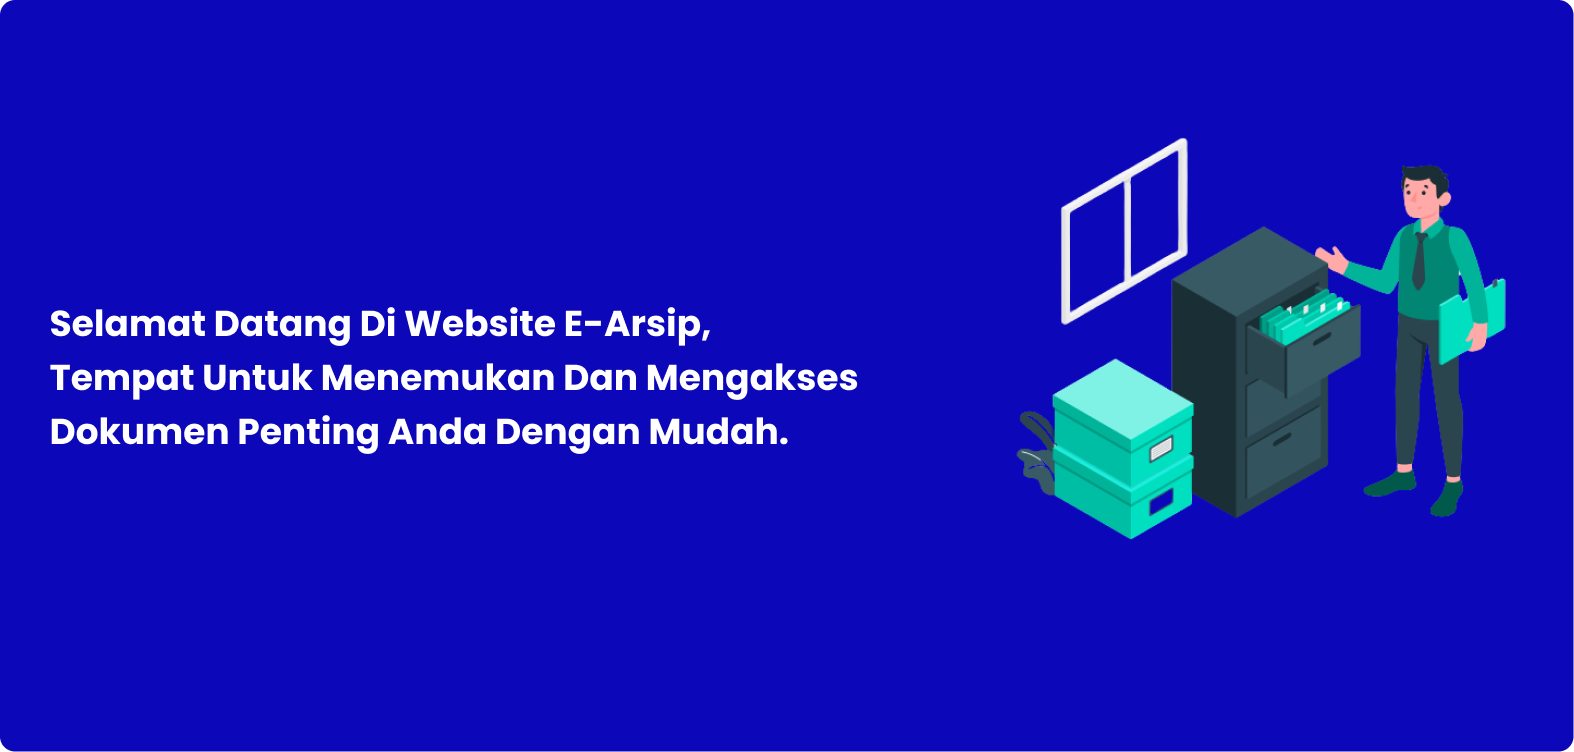 Selamat Datang Di Website E-Arsip,
Tempat Untuk Menemukan Dan Mengakses
Dokumen Penting Anda Dengan Mudah.